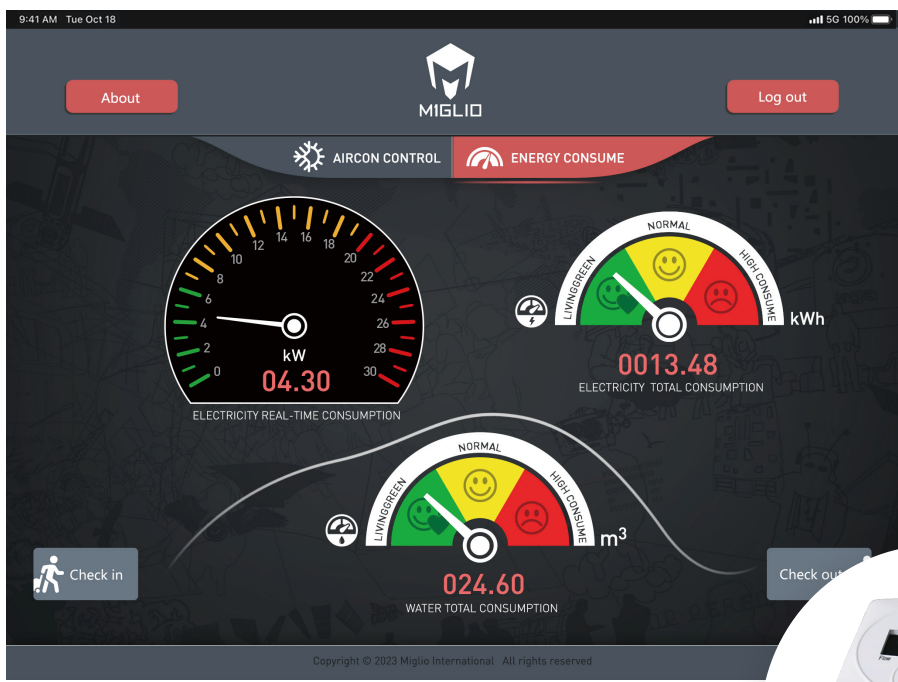 9:41 AM Tue Oct 18
5G 100%
About
M1GLIO
Log out
AIRCON CONTROL
ENERGY CONSUME
0
2
4
6
8
10
12
14
16
18
20
22
24
26
28
30
kW
04.30
ELECTRICITY REAL-TIME CONSUMPTION
LIVINGGREEN
NORMAL
HIGH CONSUME
kWh
0013.48
ELECTRICITY TOTAL CONSUMPTION
LIVINGGREEN
NORMAL
HIGH CONSUME
m³
024.60
WATER TOTAL CONSUMPTION
Check in
Check out
Copyright © 2023 Miglio International All rights reserved
Flow